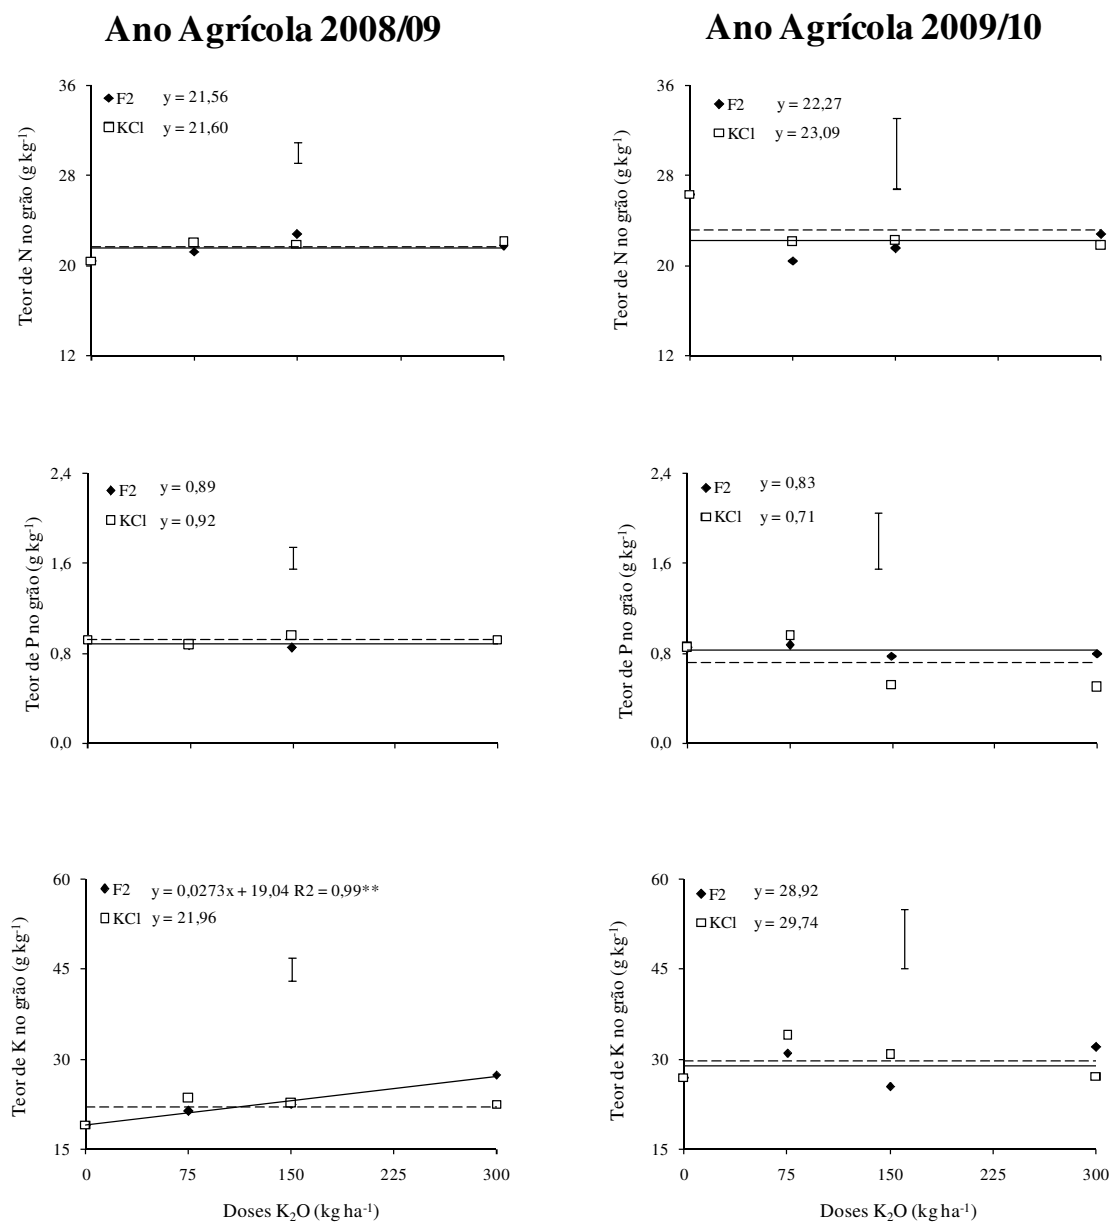 Ano Agrícola 2008/09
Ano Agrícola 2009/10
Teor de N no grão (g kg-1)
36
28
20
12
F2 y = 21,56
KCl y = 21,60
Teor de N no grão (g kg-1)
36
28
20
12
F2 y = 22,27
KCl y = 23,09
Teor de P no grão (g kg-1)
2,4
1,6
0,8
0,0
F2 y = 0,89
KCl y = 0,92
Teor de P no grão (g kg-1)
2,4
1,6
0,8
0,0
F2 y = 0,83
KCl y = 0,71
Teor de K no grão (g kg-1)
60
45
30
15
F2 y = 0,0273x + 19,04 R2 = 0,99**
KCl y = 21,96
0 75 150 225 300
Doses K2O (kg ha-1)
Teor de K no grão (g kg-1)
60
45
30
15
F2 y = 28,92
KCl y = 29,74
0 75 150 225 300
Doses K2O (kg ha-1)